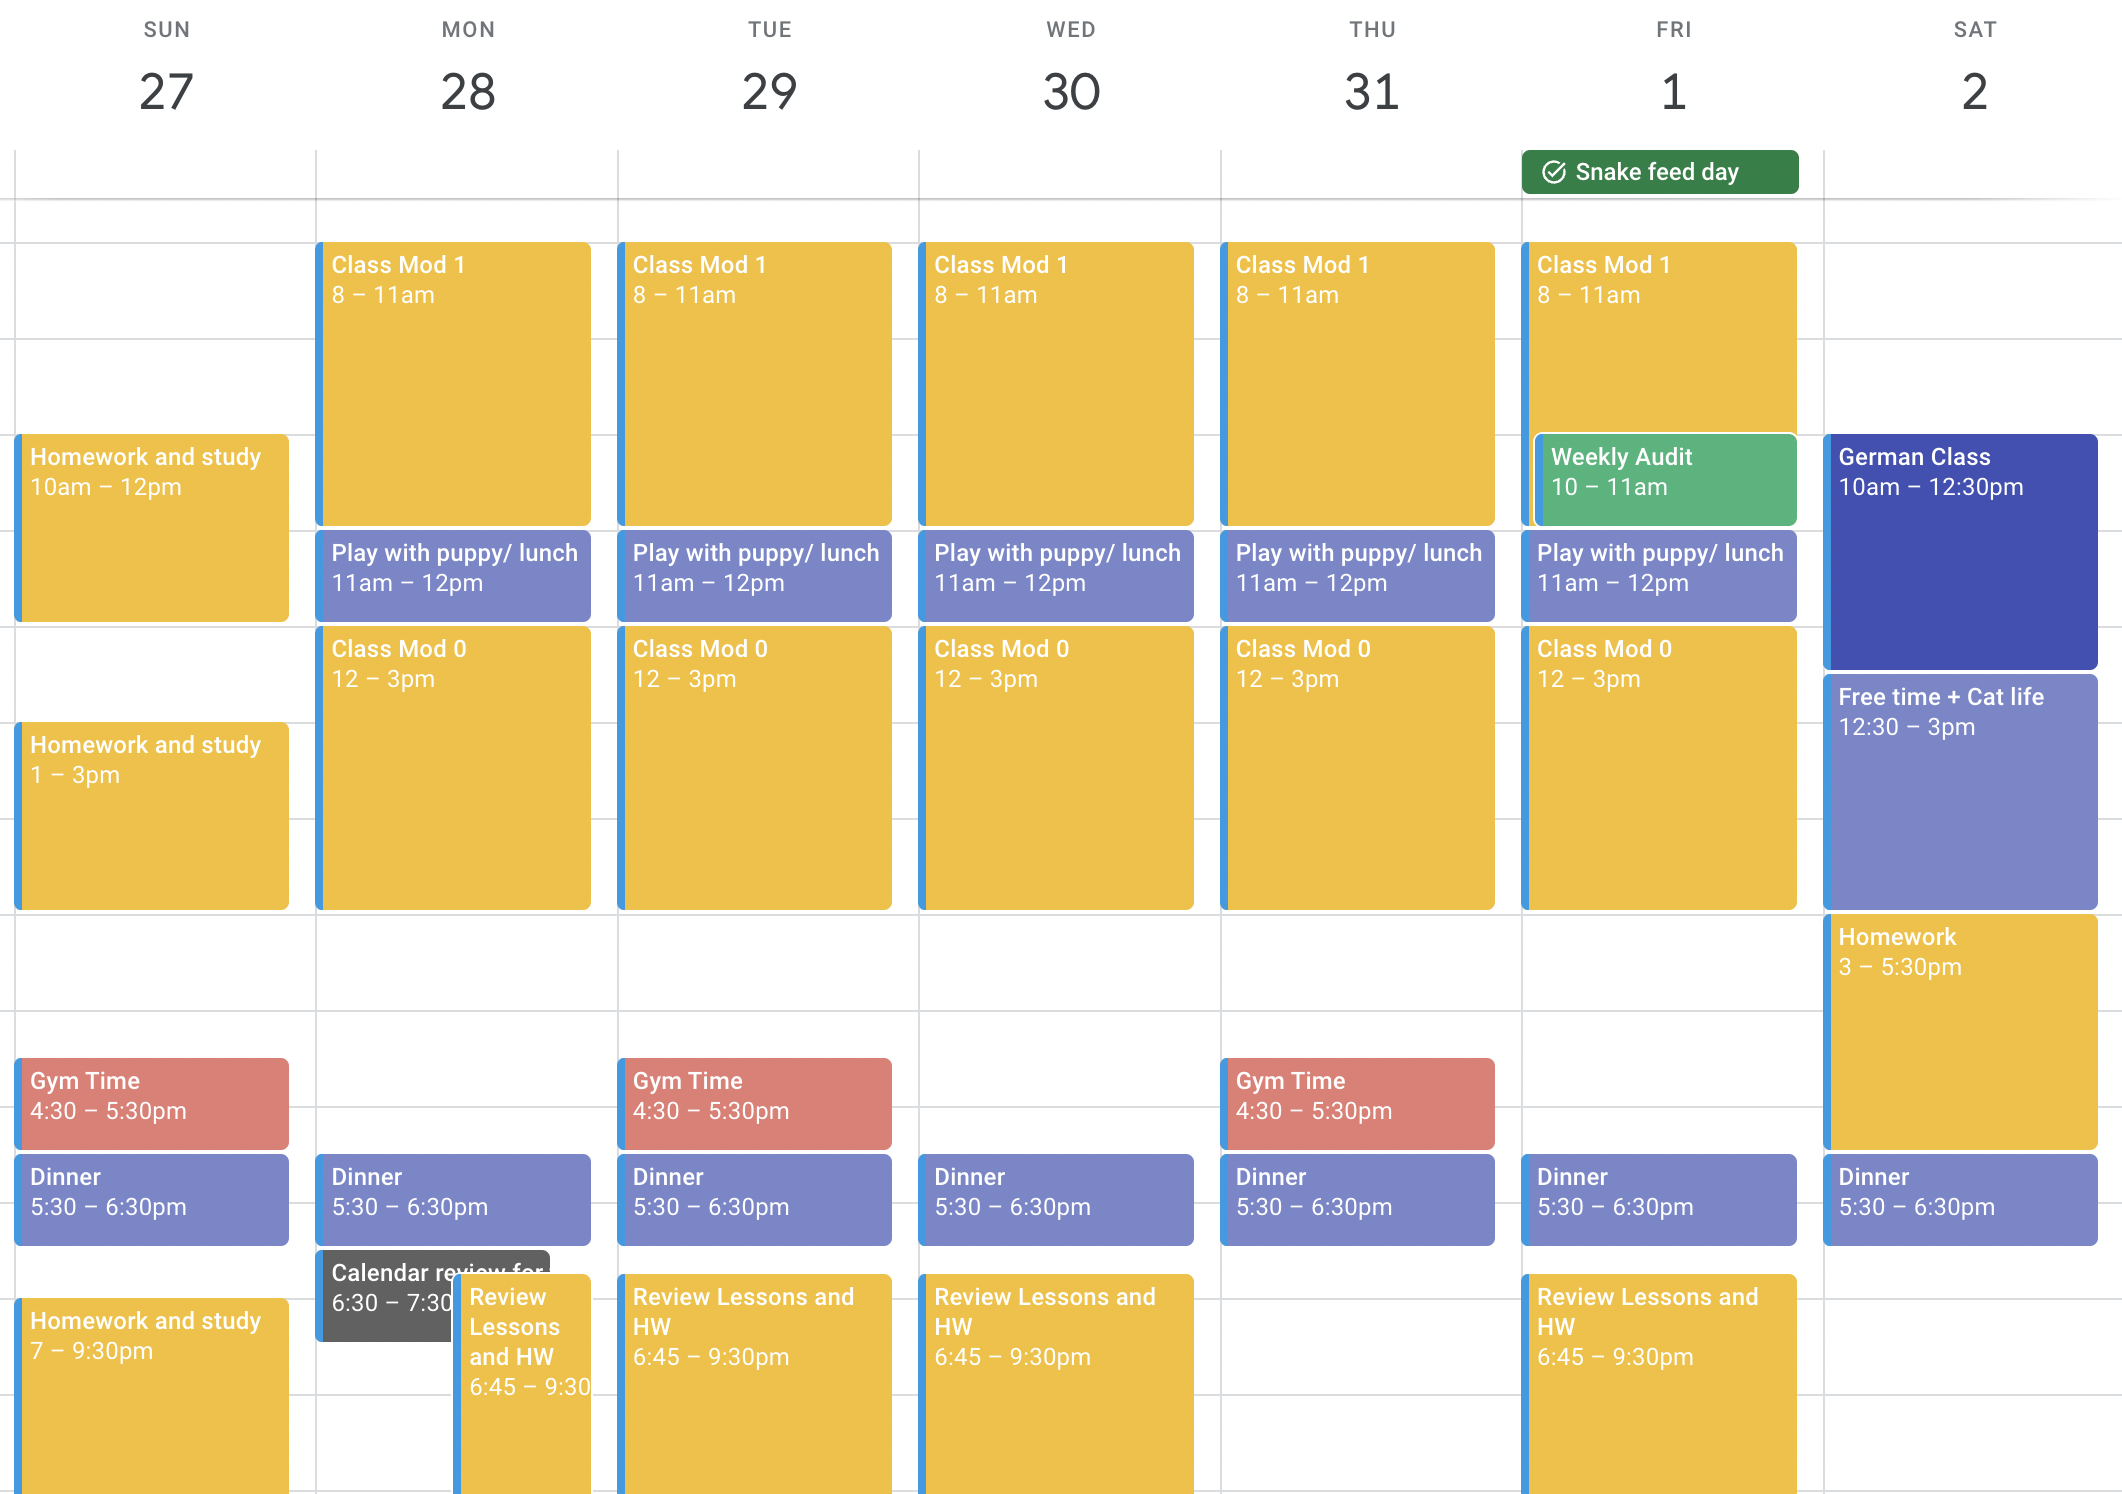 SUN
27
MON
28
TUE
29
WED
30
THU
31
FRI
1
SAT
2
Snake feed day
Homework and study
10am – 12pm
Homework and study
1 – 3pm
Gym Time
4:30 – 5:30pm
Dinner
5:30 – 6:30pm
Homework and study
7 – 9:30pm
Class Mod 1
8 – 11am
Play with puppy/ lunch
11am – 12pm
Class Mod 0
12 – 3pm
Dinner
5:30 – 6:30pm
Calendar review for
6:30 – 7:30
Review
Lessons
and HW
6:45 – 9:30
Class Mod 1
8 – 11am
Play with puppy/ lunch
11am – 12pm
Class Mod 0
12 – 3pm
Gym Time
4:30 – 5:30pm
Dinner
5:30 – 6:30pm
Review Lessons and
HW
6:45 – 9:30pm
Class Mod 1
8 – 11am
Play with puppy/ lunch
11am – 12pm
Class Mod 0
12 – 3pm
Dinner
5:30 – 6:30pm
Review Lessons and
HW
6:45 – 9:30pm
Class Mod 1
8 – 11am
Play with puppy/ lunch
11am – 12pm
Class Mod 0
12 – 3pm
Gym Time
4:30 – 5:30pm
Dinner
5:30 – 6:30pm
Class Mod 1
8 – 11am
Weekly Audit
10 – 11am
Play with puppy/ lunch
11am – 12pm
Class Mod 0
12 – 3pm
Dinner
5:30 – 6:30pm
Review Lessons and
HW
6:45 – 9:30pm
German Class
10am – 12:30pm
Free time + Cat life
12:30 – 3pm
Homework
3 – 5:30pm
Dinner
5:30 – 6:30pm